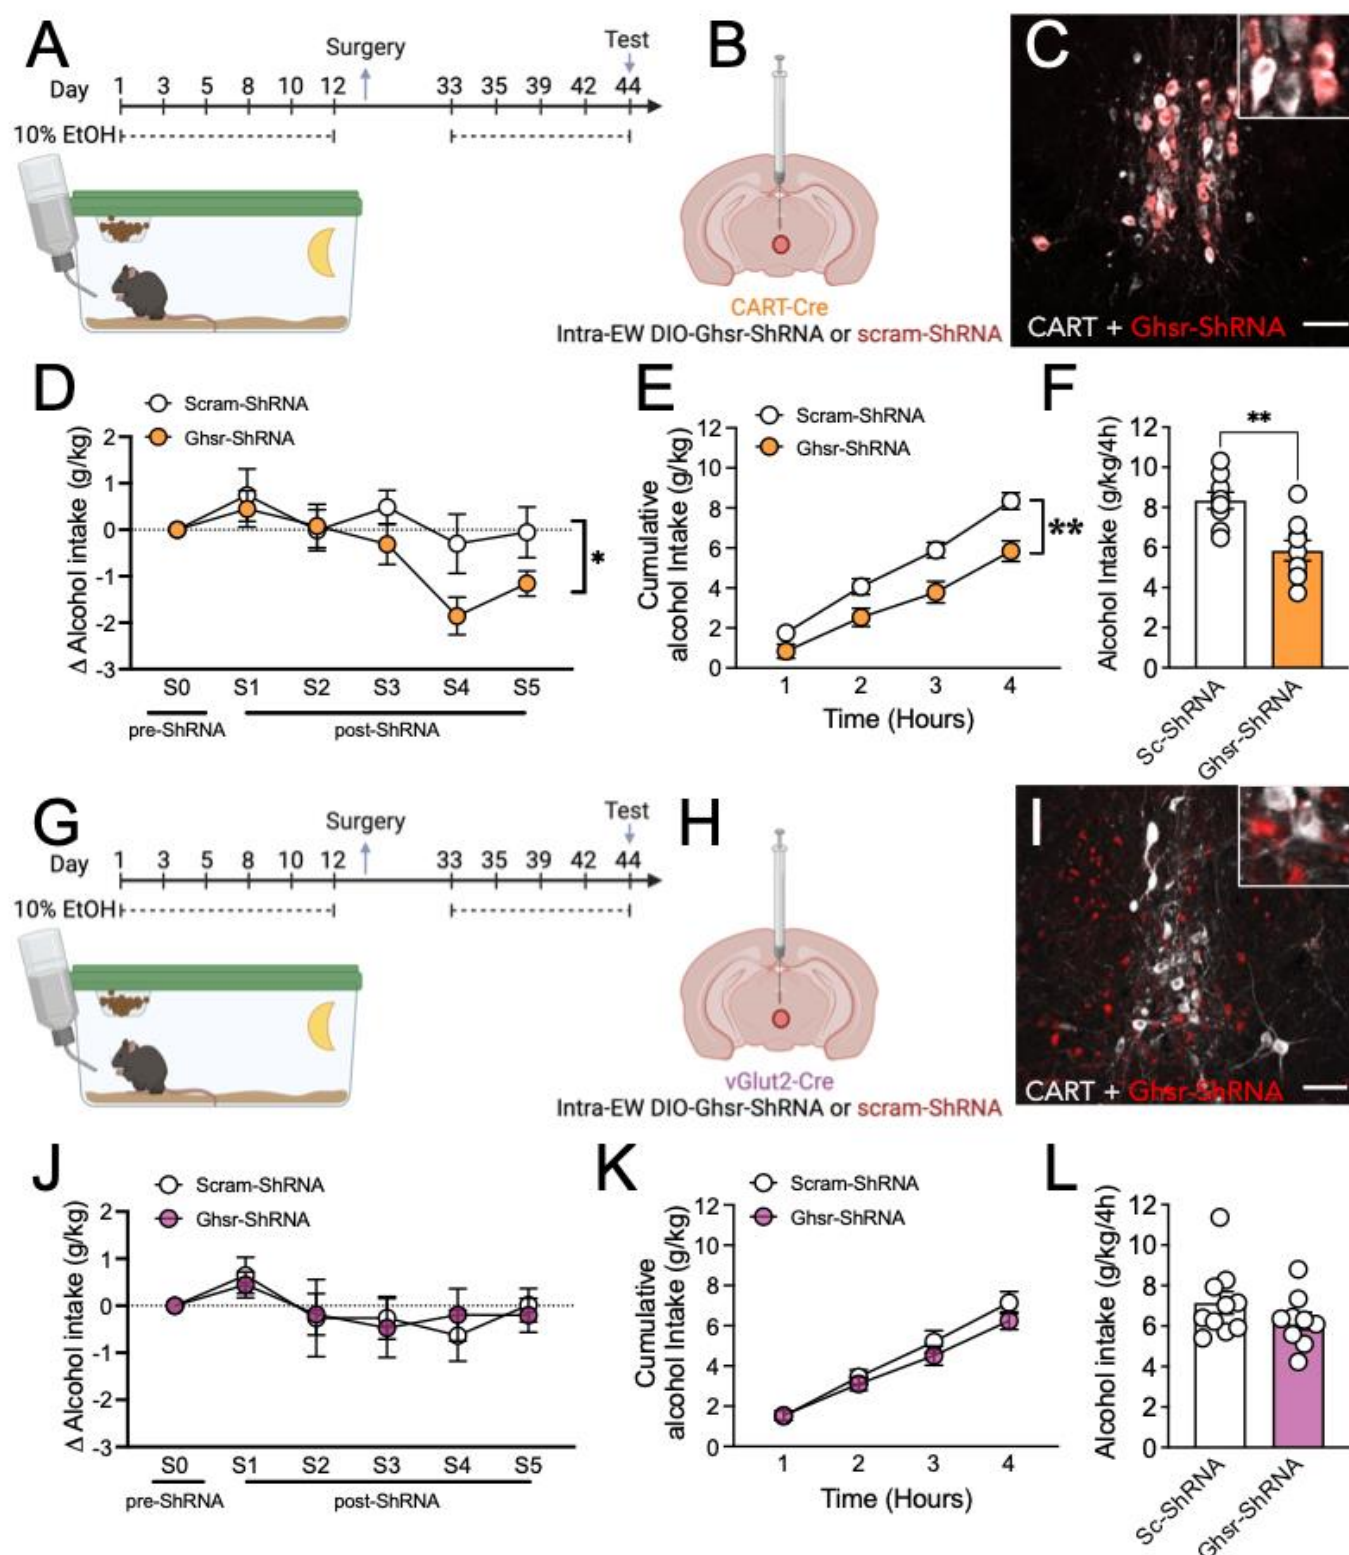 A
Surgery
Test
Day 1 3 5 8 10 12 33 35 39 42 44
10% EtOH
B
CART-Cre
Intra-EW DIO-Ghsr-ShRNA or scram-ShRNA
C
CART + Ghsr-ShRNA
D
Scram-ShRNA
Ghsr-ShRNA
Δ Alcohol intake (g/kg)
2
1
0
-1
-2
-3
*
S0 S1 S2 S3 S4 S5
pre-ShRNA post-ShRNA
E
Scram-ShRNA
Ghsr-ShRNA
Cumulative
alcohol Intake (g/kg)
12
10
8
6
4
2
0
**
1 2 3 4
Time (Hours)
F
Alcohol Intake (g/kg/4h)
12
10
8
6
4
2
0
**
Sc-ShRNA
Ghsr-ShRNA
G
Surgery
Test
Day 1 3 5 8 10 12 33 35 39 42 44
10% EtOH
H
vGlut2-Cre
Intra-EW DIO-Ghsr-ShRNA or scram-ShRNA
I
CART + Ghsr-ShRNA
J
Scram-ShRNA
Ghsr-ShRNA
Δ Alcohol intake (g/kg)
2
1
0
-1
-2
-3
S0 S1 S2 S3 S4 S5
pre-ShRNA post-ShRNA
K
Scram-ShRNA
Ghsr-ShRNA
Cumulative
alcohol Intake (g/kg)
12
10
8
6
4
2
0
1 2 3 4
Time (Hours)
L
Alcohol intake (g/kg/4h)
12
10
8
6
4
2
0
Sc-ShRNA
Ghsr-ShRNA